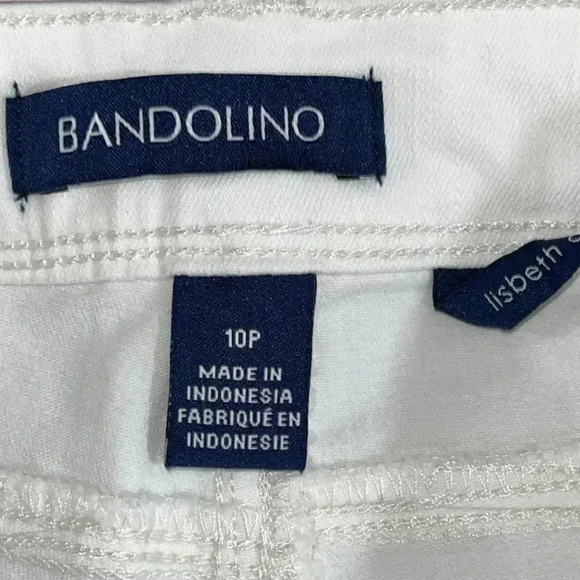 BANDOLINO
lisbeth
10P
MADE IN
INDONESIA
FABRIQUÉ EN
INDONESIE